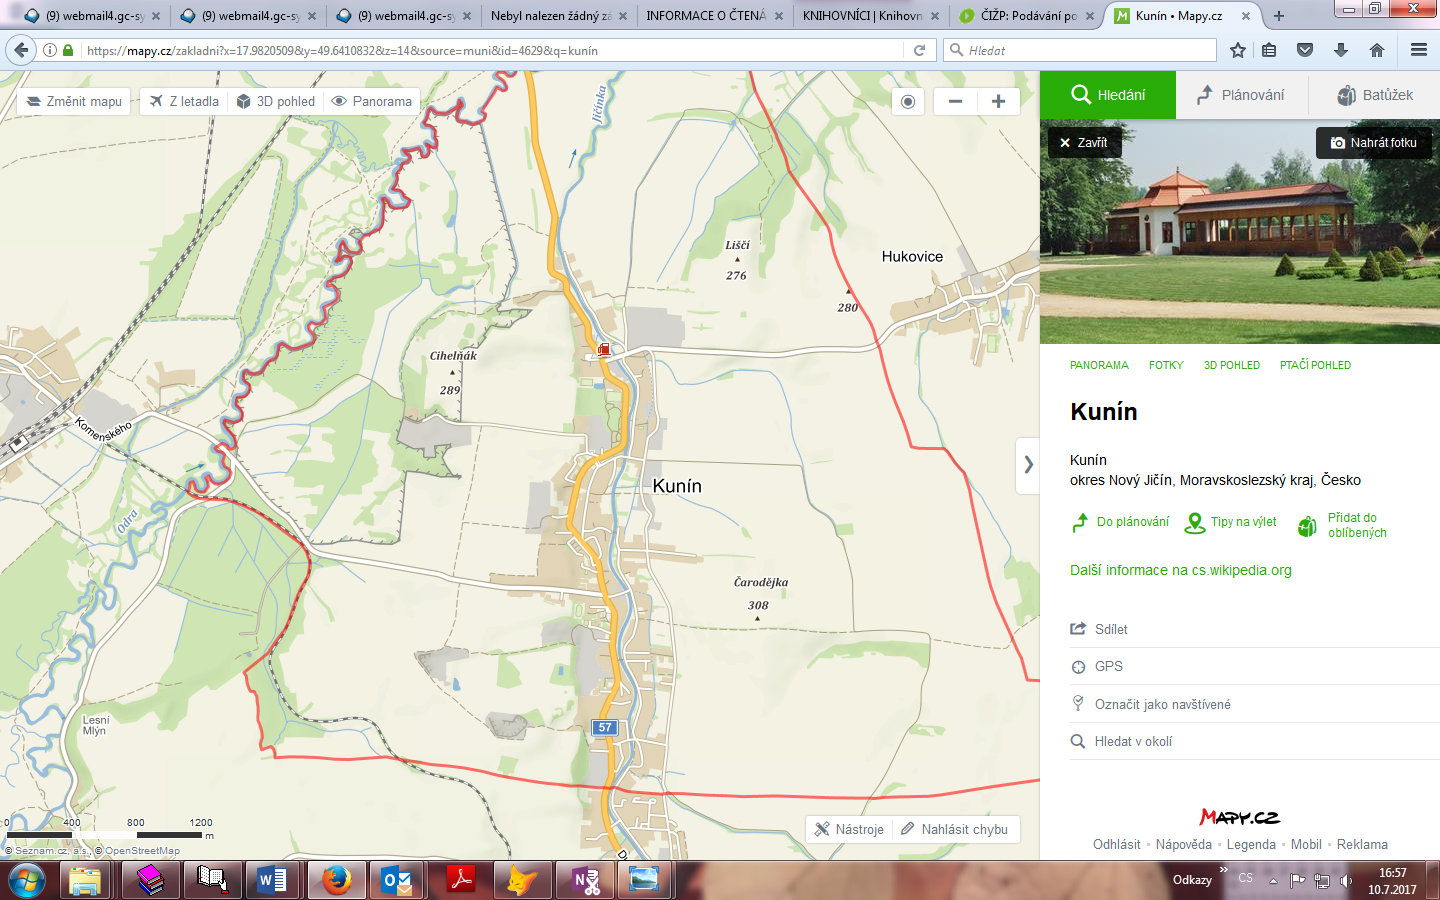 (9) webmail4.gc-sy
(9) webmail4.gc-sy
(9) webmail4.gc-sy
Nebyl nalezen žádný zá
INFORMACE O ČTENÁ
KNIHOVNÍCI | Knihovn
ČIŽP: Podávání po
Kunín • Mapy.cz
https://mapy.cz/zakladni?x=17.9820509&y=49.6410832&z=14&source=muni&id=4629&q=kunín
Hledat
Změnit mapu
Z letadla
3D pohled
Panorama
Hledání
Plánování
Batůžek
Zavřít
Nahrát fotku
Jičínka
Liščí
276
Hukovice
280
Cihelňák
289
Komenského
Kunín
Odra
Čarodějka
308
Lesní
Mlýn
57
0 400 800 1200
m
© Seznam.cz, a.s., © OpenStreetMap
Nástroje
Nahlásit chybu
PANORAMA
FOTKY
3D POHLED
PTAČÍ POHLED
Kunín
Kunín
okres Nový Jičín, Moravskoslezský kraj, Česko
Do plánování
Tipy na výlet
Přidat do
oblíbených
Další informace na cs.wikipedia.org
Sdílet
GPS
Označit jako navštívené
Hledat v okolí
Mapy.cz
Odhlásit • Nápověda • Legenda • Mobil • Reklama
Odkazy
»
CS
16:57
10.7.2017